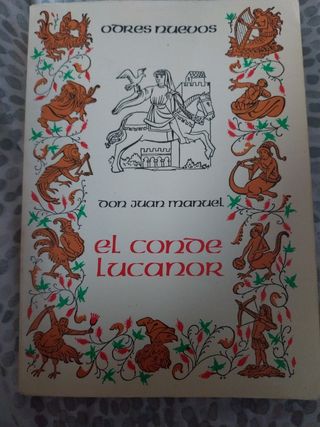 odres nuevos
don juan manuel
el conde
lucanor